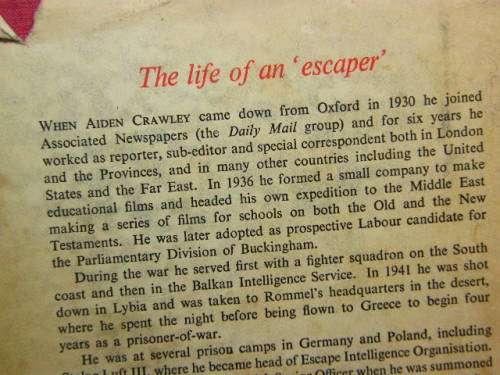 The life of an 'escaper'
WHEN AIDEN CRAWLEY came down from Oxford in 1930 he joined
Associated Newspapers (the Daily Mail group) and for six years he
worked as reporter, sub-editor and special correspondent both in London
and the Provinces, and in many other countries including the United
States and the Far East. In 1936 he formed a small company to make
educational films and headed his own expedition to the Middle East
making a series of films for schools on both the Old and the New
Testaments. He was later adopted as prospective Labour candidate for
the Parliamentary Division of Buckingham.
During the war he served first with a fighter squadron on the South
coast and then in the Balkan Intelligence Service. In 1941 he was shot
down in Lybia and was taken to Rommel's headquarters in the desert,
where he spent the night before being flown to Greece to begin four
years as a prisoner-of-war.
He was at several prison camps in Germany and Poland, including
Stalag Luft III, where he became head of Escape Intelligence Organisation.
Officer when he was summoned